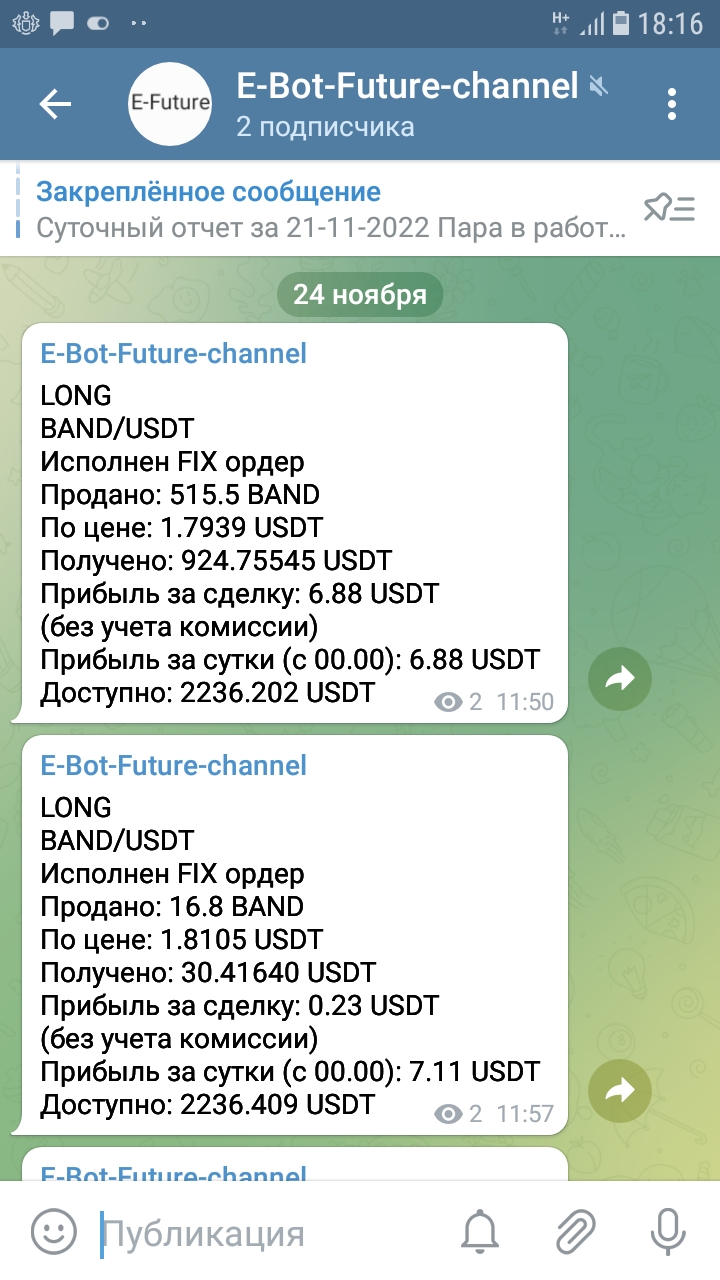 H+
18:16
E-Future
E-Bot-Future-channel
2 подписчика
Закреплённое сообщение
Суточный отчет за 21-11-2022 Пара в работ...
24 ноября
E-Bot-Future-channel
LONG
BAND/USDT
Исполнен FIX ордер
Продано: 515.5 BAND
По цене: 1.7939 USDT
Получено: 924.75545 USDT
Прибыль за сделку: 6.88 USDT
(без учета комиссии)
Прибыль за сутки (с 00.00): 6.88 USDT
Доступно: 2236.202 USDT
2 11:50
E-Bot-Future-channel
LONG
BAND/USDT
Исполнен FIX ордер
Продано: 16.8 BAND
По цене: 1.8105 USDT
Получено: 30.41640 USDT
Прибыль за сделку: 0.23 USDT
(без учета комиссии)
Прибыль за сутки (с 00.00): 7.11 USDT
Доступно: 2236.409 USDT
2 11:57
E-Bot-Future-channel
Публикация